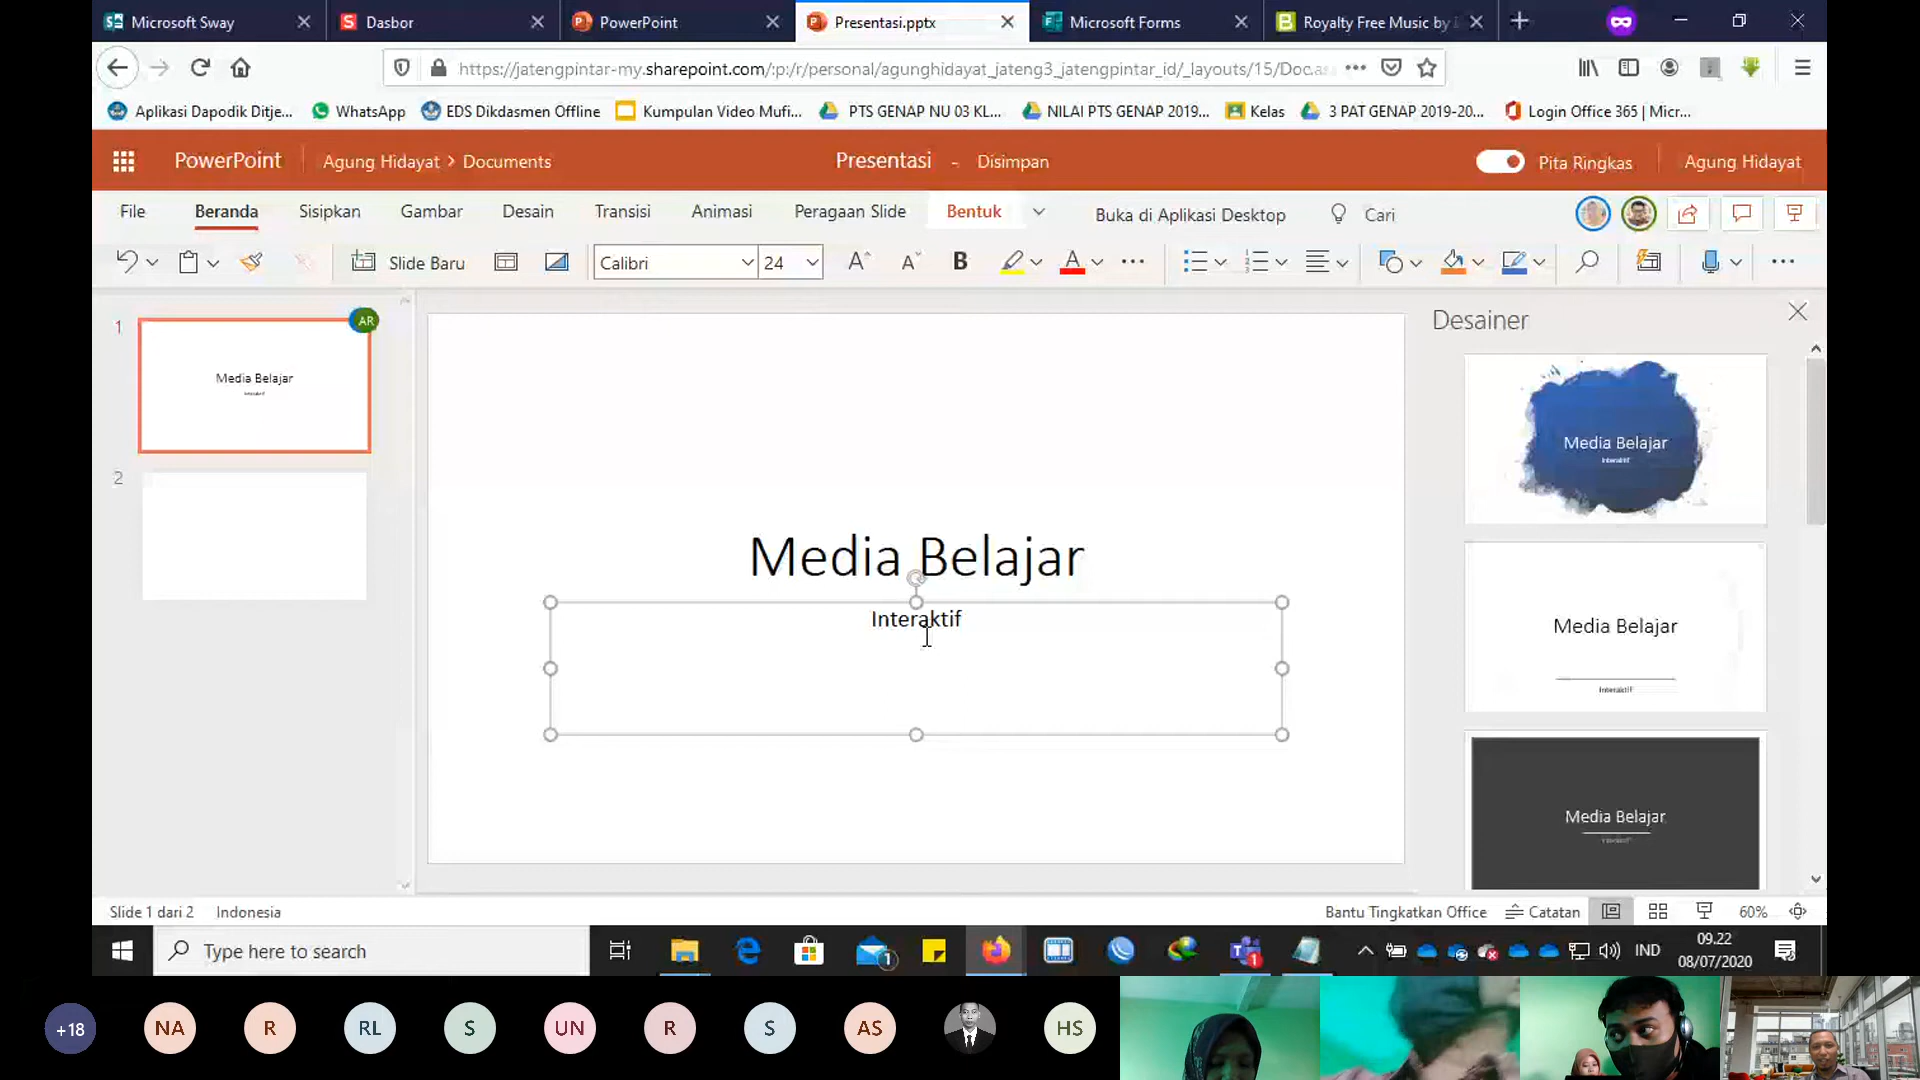 Microsoft Sway
Dasbor
PowerPoint
Presentasi.pptx
Microsoft Forms
Royalty Free Music by
https://jatengpintar-my.sharepoint.com/:p:/r/personal/agunghidayat_jateng3_jatengpintar_id/_layouts/15/Doc.as
Aplikasi Dapodik Ditje...
WhatsApp
EDS Dikdasmen Offline
Kumpulan Video Mufi...
PTS GENAP NU 03 KL...
NILAI PTS GENAP 2019...
Kelas
3 PAT GENAP 2019-20...
Login Office 365 | Micr...
PowerPoint
Agung Hidayat > Documents
Presentasi - Disimpan
Pita Ringkas
Agung Hidayat
File
Beranda
Sisipkan
Gambar
Desain
Transisi
Animasi
Peragaan Slide
Bentuk
Buka di Aplikasi Desktop
Cari
Slide Baru
Calibri
24
B
1
AR
Media Belajar
Interaktif
2
Media Belajar
Interaktif
Desainer
Media Belajar
Interaktif
Media Belajar
Interaktif
Media Belajar
Slide 1 dari 2
Indonesia
Bantu Tingkatkan Office
Catatan
60%
Type here to search
1
1
IND
09.22
08/07/2020
+18
NA
R
RL
S
UN
R
S
AS
HS